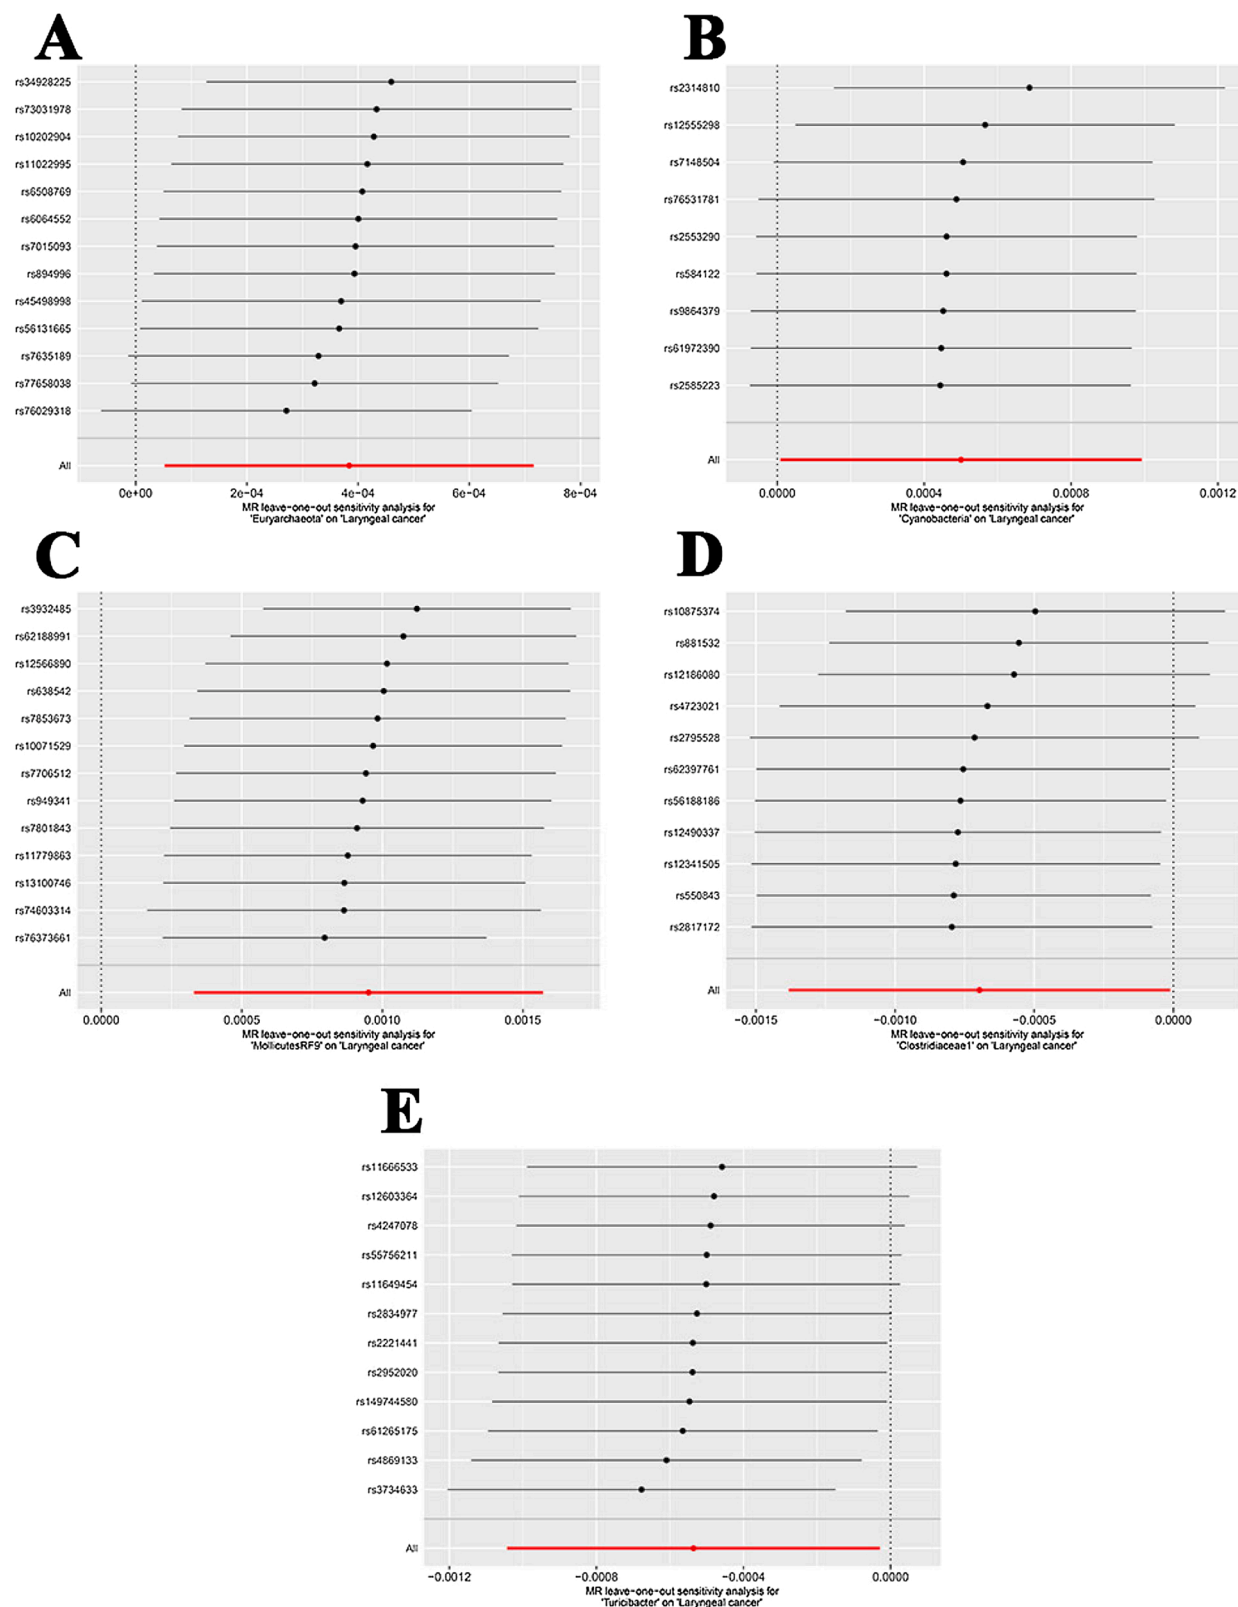 A
rs34928225
rs73031978
rs10202904
rs11022995
rs6508769
rs6064552
rs7015093
rs894996
rs45498998
rs56131665
rs7635189
rs77658038
rs76029318
All
0e+00 2e-04 4e-04 6e-04 8e-04
MR leave-one-out sensitivity analysis for
'Euryarchaeota' on 'Laryngeal cancer'
B
rs2314810
rs12555298
rs7148504
rs76531781
rs2553290
rs584122
rs9864379
rs61972390
rs2585223
All
0.0000 0.0004 0.0008 0.0012
MR leave-one-out sensitivity analysis for
'Cyanobacteria' on 'Laryngeal cancer'
C
rs3932485
rs62188991
rs12566890
rs638542
rs7853673
rs10071529
rs7706512
rs949341
rs7801843
rs11779863
rs13100746
rs74603314
rs76373661
All
0.0000 0.0005 0.0010 0.0015
MR leave-one-out sensitivity analysis for
'MollicutesRF9' on 'Laryngeal cancer'
D
rs10875374
rs881532
rs12186080
rs4723021
rs2795528
rs62397761
rs56188186
rs12490337
rs12341505
rs550843
rs2817172
All
−0.0015 −0.0010 −0.0005 0.0000
MR leave-one-out sensitivity analysis for
'Clostridiaceae1' on 'Laryngeal cancer'
E
rs11666533
rs12603364
rs4247078
rs55756211
rs11649454
rs2834977
rs2221441
rs2952020
rs149744580
rs61265175
rs4869133
rs3734633
All
−0.0012 −0.0008 −0.0004 0.0000
MR leave-one-out sensitivity analysis for
'Turicibacter' on 'Laryngeal cancer'